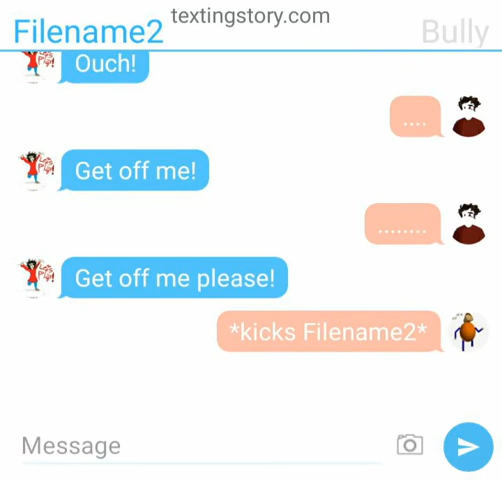 textingstory.com
Filename2
Bully
Ouch!
....
Get off me!
........
Get off me please!
*kicks Filename2*
Message